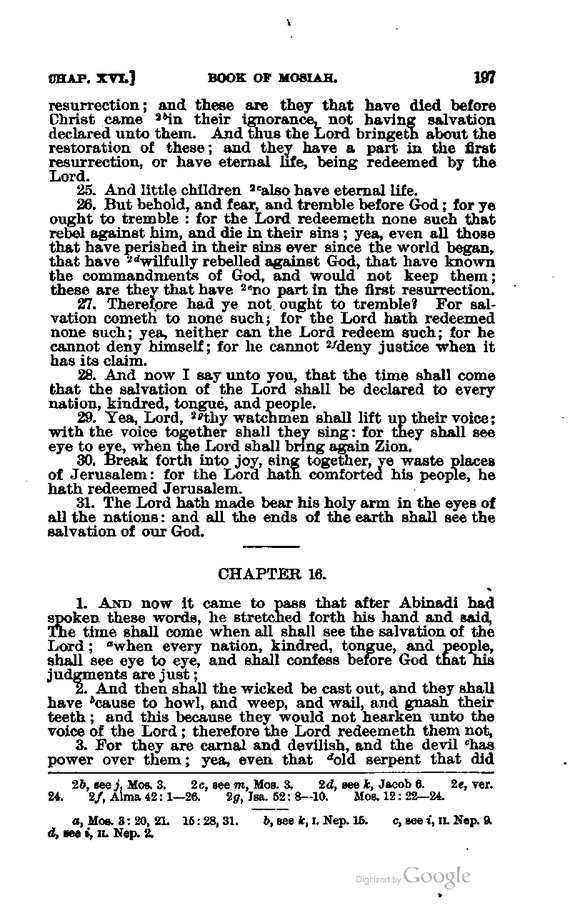 CHAP. XVI.] BOOK OF MOSIAH. 197
resurrection; and these are they that have died before
Christ came 2bin their ignorance, not having salvation
declared unto them. And thus the Lord bringeth about the
restoration of these; and they have a part in the first
resurrection, or have eternal life, being redeemed by the
Lord.
25. And little children 2calso have eternal life.
26. But behold, and fear, and tremble before God; for ye
ought to tremble: for the Lord redeemeth none such that
rebel against him, and die in their sins; yea, even all those
that have perished in their sins ever since the world began,
that have 2dwilfully rebelled against God, that have known
the commandments of God, and would not keep them;
these are they that have 2eno part in the first resurrection.
27. Therefore had ye not ought to tremble? For sal-
vation cometh to none such; for the Lord hath redeemed
none such; yea, neither can the Lord redeem such; for he
cannot deny himself; for he cannot 2fdeny justice when it
has its claim.
28. And now I say unto you, that the time shall come
that the salvation of the Lord shall be declared to every
nation, kindred, tongue, and people.
29. Yea, Lord, 2gthy watchmen shall lift up their voice;
with the voice together shall they sing: for they shall see
eye to eye, when the Lord shall bring again Zion.
30. Break forth into joy, sing together, ye waste places
of Jerusalem: for the Lord hath comforted his people, he
hath redeemed Jerusalem.
31. The Lord hath made bear his holy arm in the eyes of
all the nations: and all the ends of the earth shall see the
salvation of our God.
CHAPTER 16.
1. AND now it came to pass that after Abinadi had
spoken these words, he stretched forth his hand and said,
The time shall come when all shall see the salvation of the
Lord; awhen every nation, kindred, tongue, and people,
shall see eye to eye, and shall confess before God that his
judgments are just;
2. And then shall the wicked be cast out, and they shall
have bcause to howl, and weep, and wail, and gnash their
teeth; and this because they would not hearken unto the
voice of the Lord; therefore the Lord redeemeth them not,
3. For they are carnal and devilish, and the devil chas
power over them; yea, even that dold serpent that did
2b, see j, Mos. 3. 2c, see m, Mos. 3. 2d, see k, Jacob 6. 2e, ver.
24. 2f, Alma 42: 1—26. 2g, Isa. 52: 8—10. Mos. 12: 22—24.
a, Mos. 3: 20, 21. 15: 28, 31. b, see k, I. Nep. 15. c, see i, II. Nep. 9.
d, see i, II. Nep. 2.
Digitized by Google